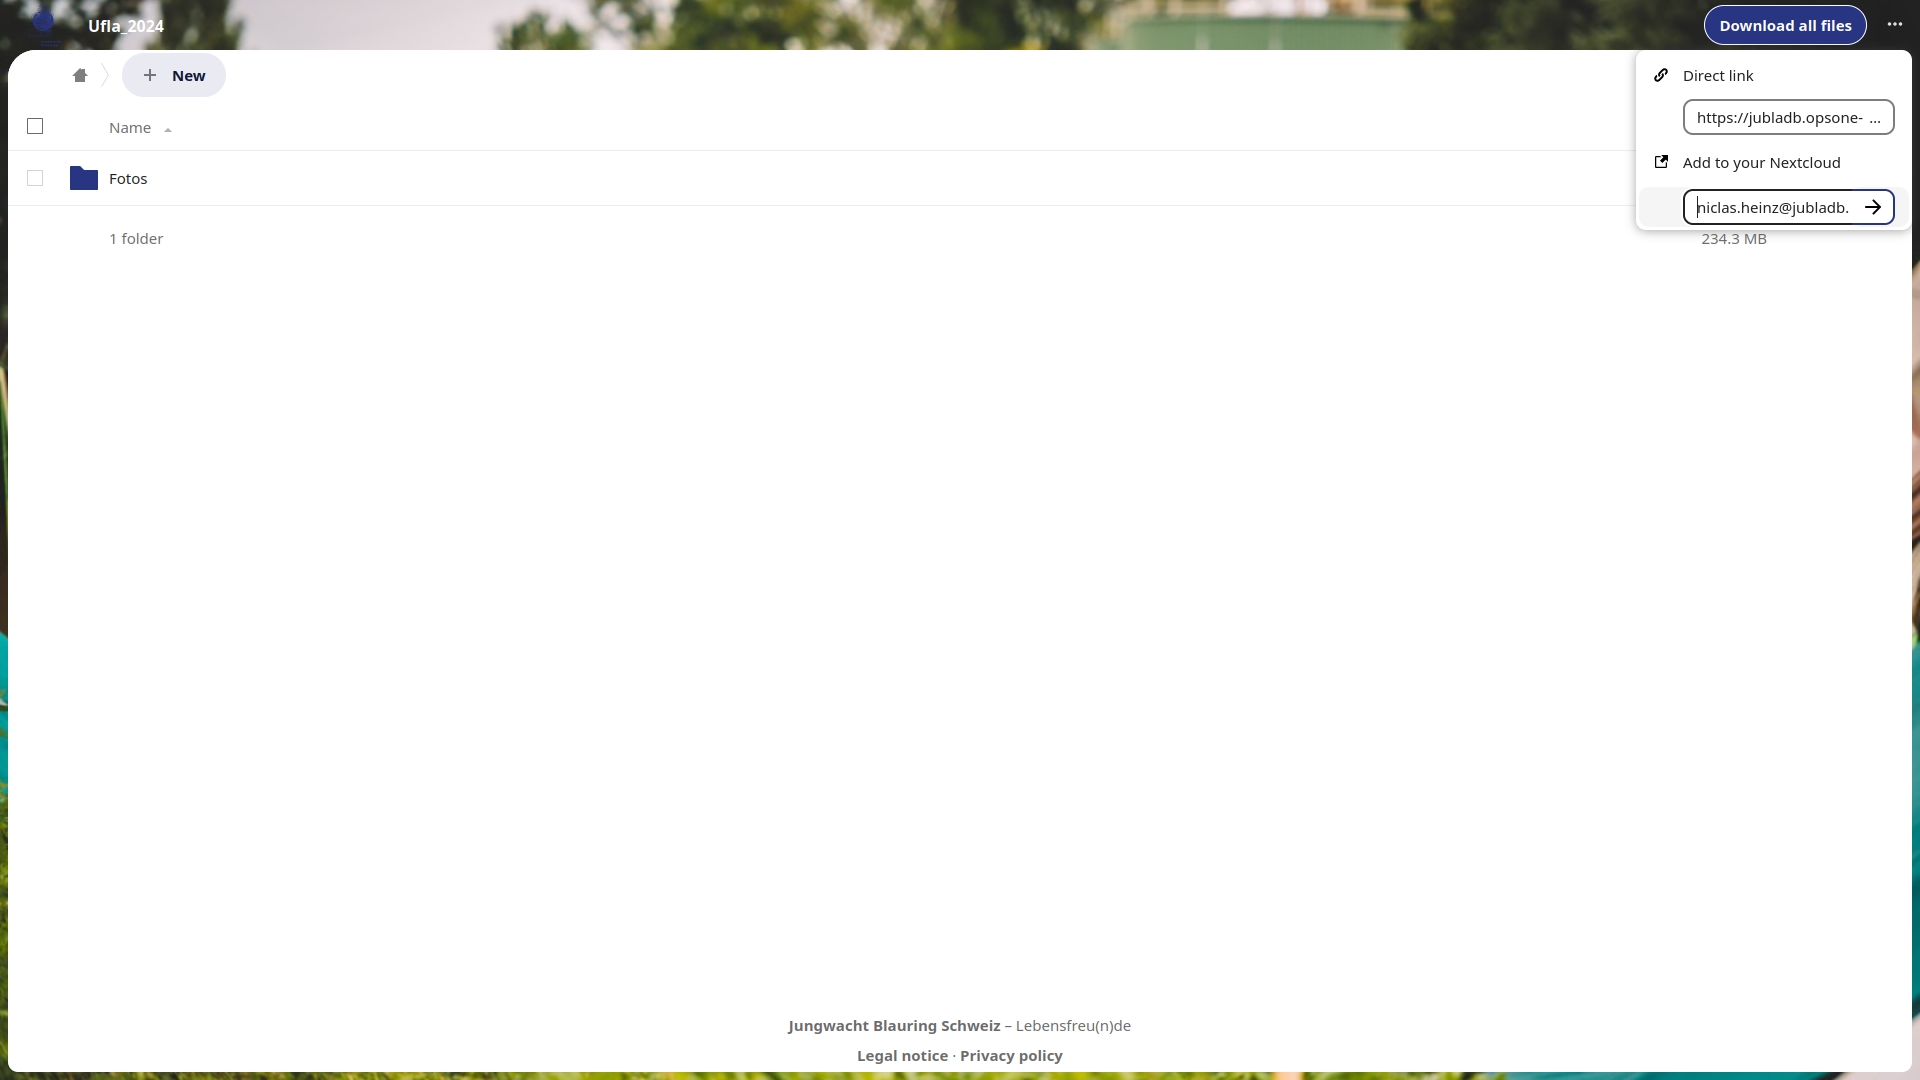 Ufla_2024
Download all files
New
Direct link
https://jubladb.opsone- ...
Name
Add to your Nextcloud
Fotos
niclas.heinz@jubladb.
1 folder
234.3 MB
Jungwacht Blauring Schweiz – Lebensfreu(n)de
Legal notice · Privacy policy